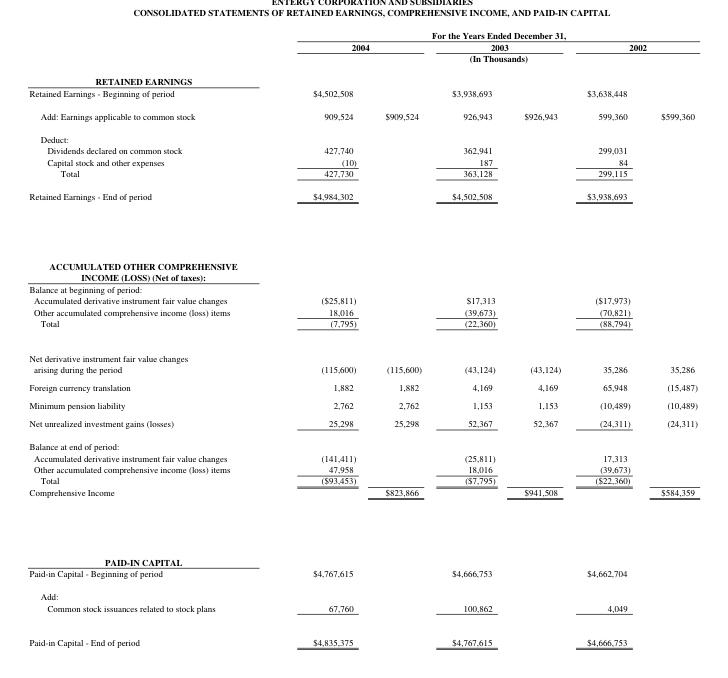 ENTERGY CORPORATION AND SUBSIDIARIES
CONSOLIDATED STATEMENTS OF RETAINED EARNINGS, COMPREHENSIVE INCOME, AND PAID-IN CAPITAL
For the Years Ended December 31,
2004 2003 2002
(In Thousands)
RETAINED EARNINGS
Retained Earnings - Beginning of period $4,502,508 $3,938,693 $3,638,448
Add: Earnings applicable to common stock 909,524 $909,524 926,943 $926,943 599,360 $599,360
Deduct:
Dividends declared on common stock 427,740 362,941 299,031
Capital stock and other expenses (10) 187 84
Total 427,730 363,128 299,115
Retained Earnings - End of period $4,984,302 $4,502,508 $3,938,693
ACCUMULATED OTHER COMPREHENSIVE
INCOME (LOSS) (Net of taxes):
Balance at beginning of period:
Accumulated derivative instrument fair value changes ($25,811) $17,313 ($17,973)
Other accumulated comprehensive income (loss) items 18,016 (39,673) (70,821)
Total (7,795) (22,360) (88,794)
Net derivative instrument fair value changes
arising during the period (115,600) (115,600) (43,124) (43,124) 35,286 35,286
Foreign currency translation 1,882 1,882 4,169 4,169 65,948 (15,487)
Minimum pension liability 2,762 2,762 1,153 1,153 (10,489) (10,489)
Net unrealized investment gains (losses) 25,298 25,298 52,367 52,367 (24,311) (24,311)
Balance at end of period:
Accumulated derivative instrument fair value changes (141,411) (25,811) 17,313
Other accumulated comprehensive income (loss) items 47,958 18,016 (39,673)
Total ($93,453) ($7,795) ($22,360)
Comprehensive Income $823,866 $941,508 $584,359
PAID-IN CAPITAL
Paid-in Capital - Beginning of period $4,767,615 $4,666,753 $4,662,704
Add:
Common stock issuances related to stock plans 67,760 100,862 4,049
Paid-in Capital - End of period $4,835,375 $4,767,615 $4,666,753